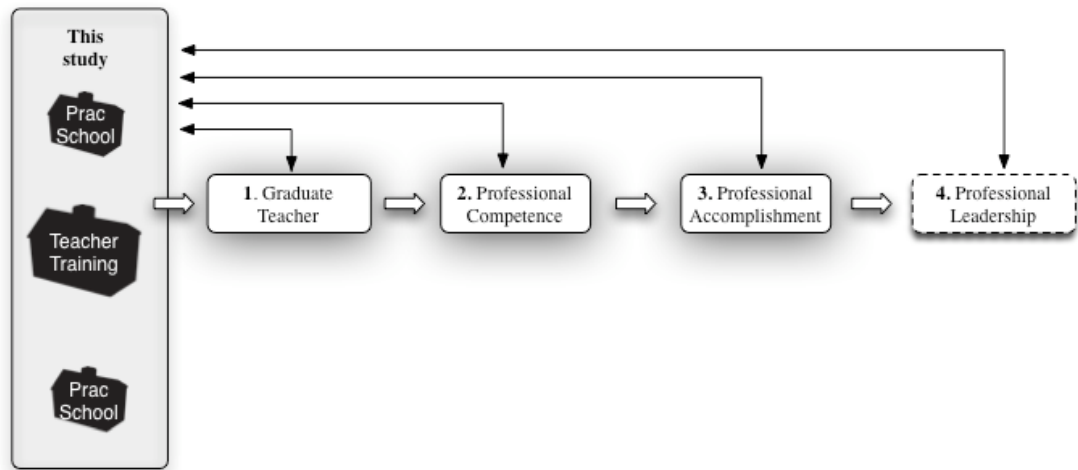 This
study
Prac
School
Teacher
Training
Prac
School
1. Graduate
Teacher
2. Professional
Competence
3. Professional
Accomplishment
4. Professional
Leadership